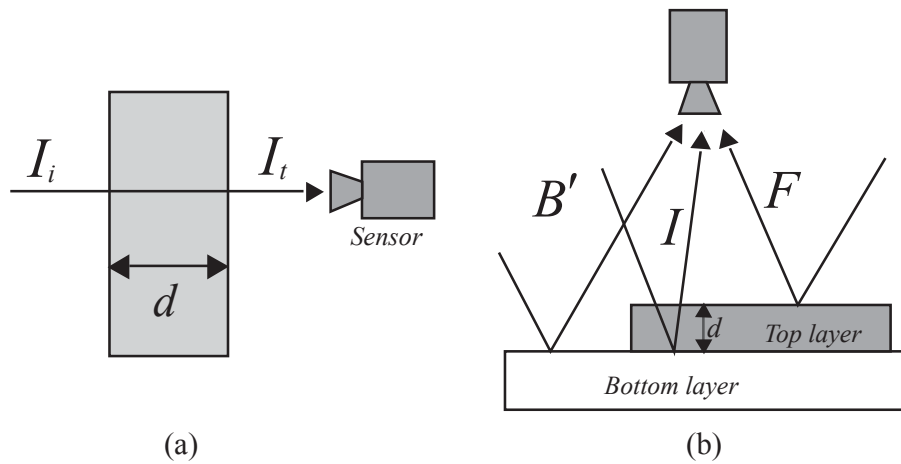 I_i
I_t
Sensor
d
(a)
B′
I
F
d
Top layer
Bottom layer
(b)